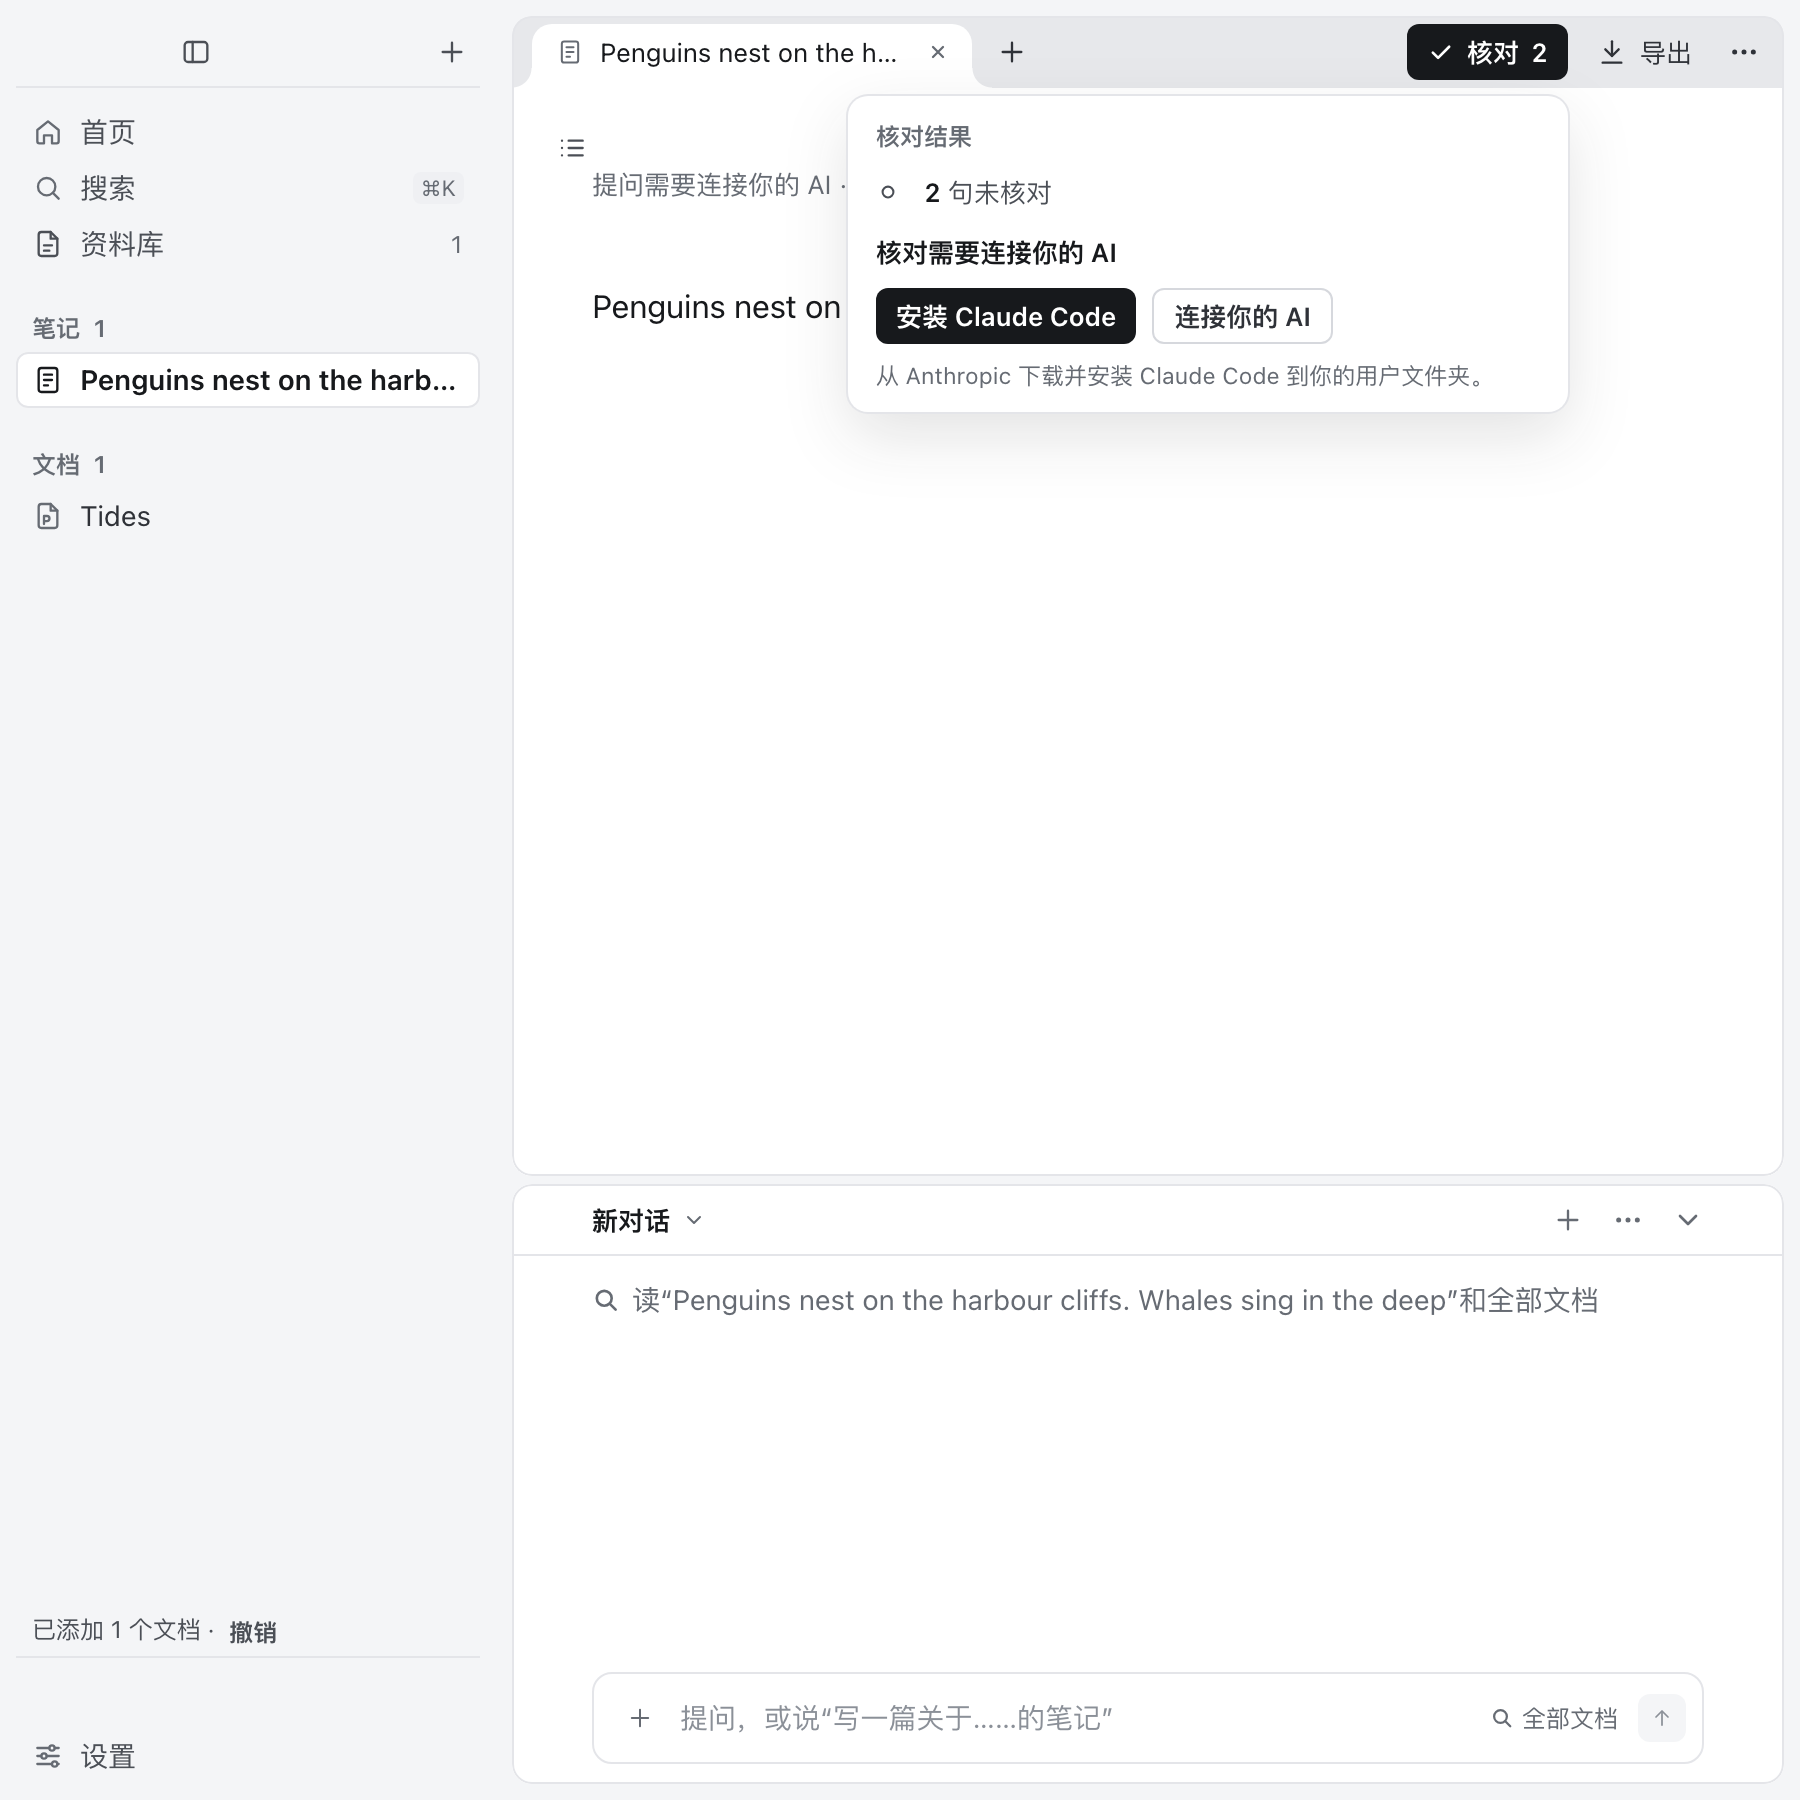 首页
搜索 ⌘K
资料库 1
笔记 1
Penguins nest on the harb...
文档 1
Tides
已添加 1 个文档 · 撤销
设置
Penguins nest on the h...
核对 2
导出
提问需要连接你的 AI ·
Penguins nest on
核对结果
2 句未核对
核对需要连接你的 AI
安装 Claude Code
连接你的 AI
从 Anthropic 下载并安装 Claude Code 到你的用户文件夹。
新对话
读“Penguins nest on the harbour cliffs. Whales sing in the deep”和全部文档
提问，或说“写一篇关于……的笔记”
全部文档